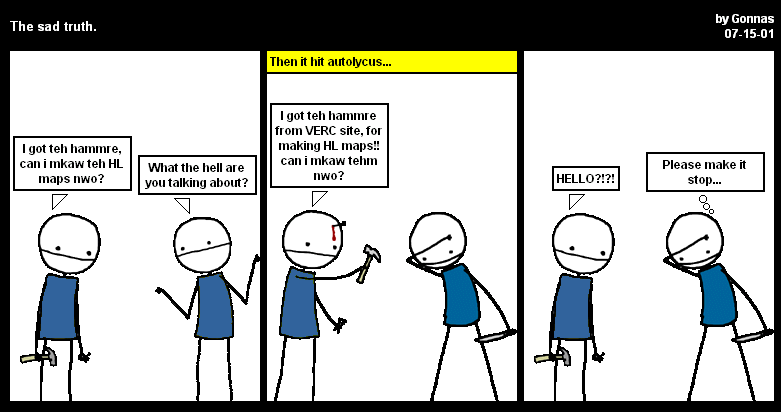 The sad truth.
by Gonnas
07-15-01
I got teh hammre,
can i mkaw teh HL
maps nwo?
What the hell are
you talking about?
Then it hit autolycus...
I got teh hammre
from VERC site, for
making HL maps!!
can i mkaw tehm
nwo?
HELLO?!?!
Please make it
stop...